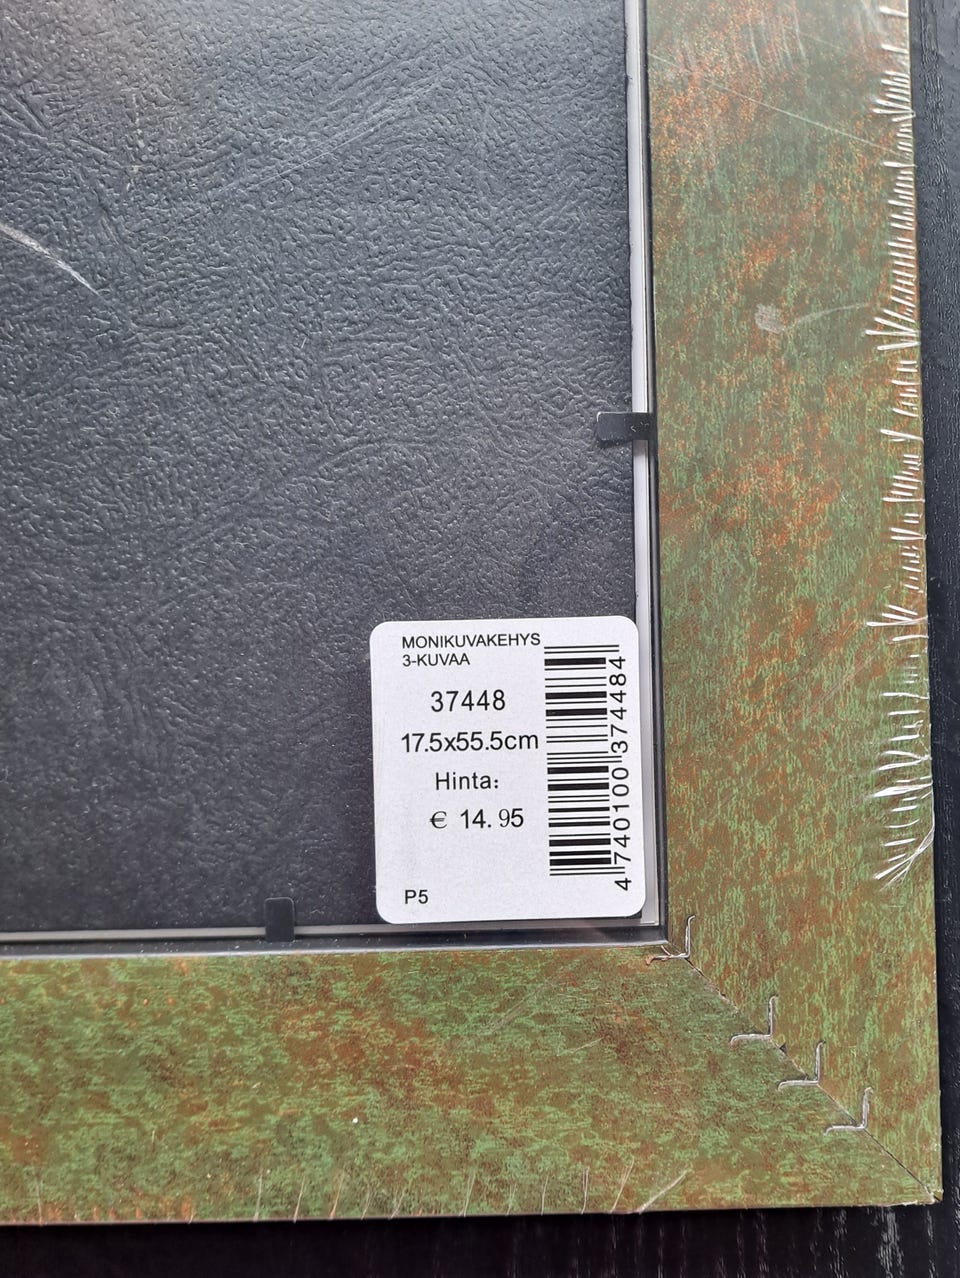 MONIKUVAKEHYS
3-KUVAA
37448
17.5x55.5cm
Hinta:
€ 14.95
P5
4740100374484